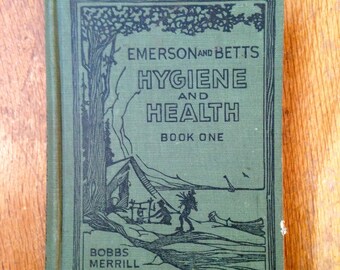 EMERSON AND BETTS
HYGIENE
AND
HEALTH
BOOK ONE
BOBBS
MERRILL